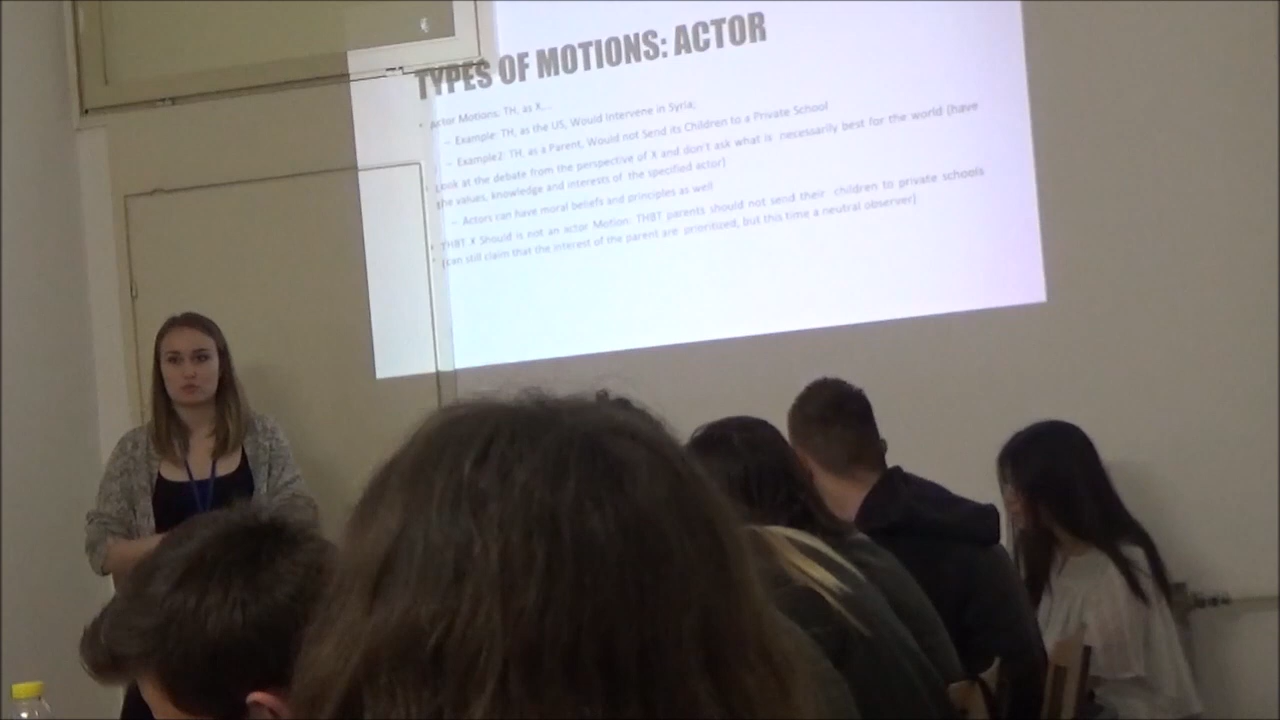 TYPES OF MOTIONS: ACTOR
Actor Motions: TH, as X,...
– Example: TH, as the US, Would Intervene in Syria;
– Example2: TH, as a Parent, Would not Send its Children to a Private School
Look at the debate from the perspective of X and don't ask what is necessarily best for the world (have
the values, knowledge and interests of the specified actor)
– Actors can have moral beliefs and principles as well
THBT X Should is not an actor Motion: THBT parents should not send their children to private schools
(can still claim that the interest of the parent are prioritized, but this time a neutral observer)